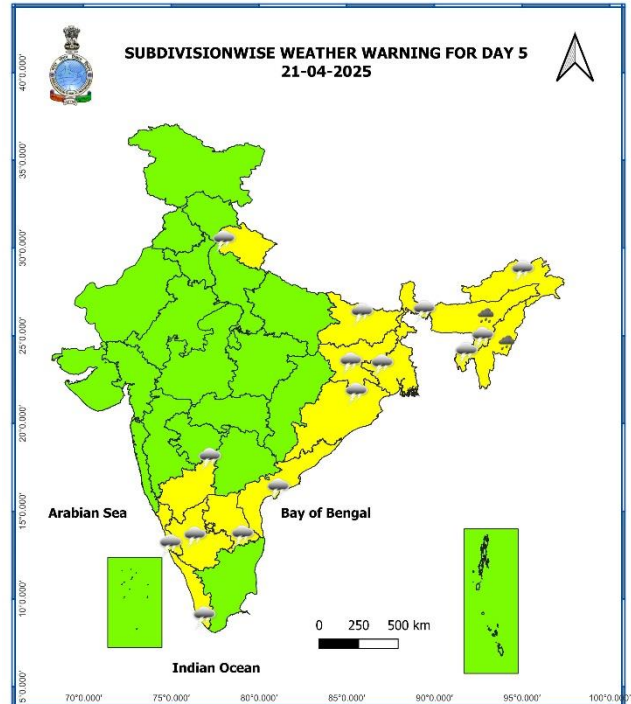 SUBDIVISIONWISE WEATHER WARNING FOR DAY 5
21-04-2025
40°0.000'
35°0.000'
30°0.000'
25°0.000'
20°0.000'
15°0.000'
10°0.000'
5°0.000'
Arabian Sea
Bay of Bengal
0 250 500 km
Indian Ocean
70°0.000' 75°0.000' 80°0.000' 85°0.000' 90°0.000' 95°0.000' 100°0.000'